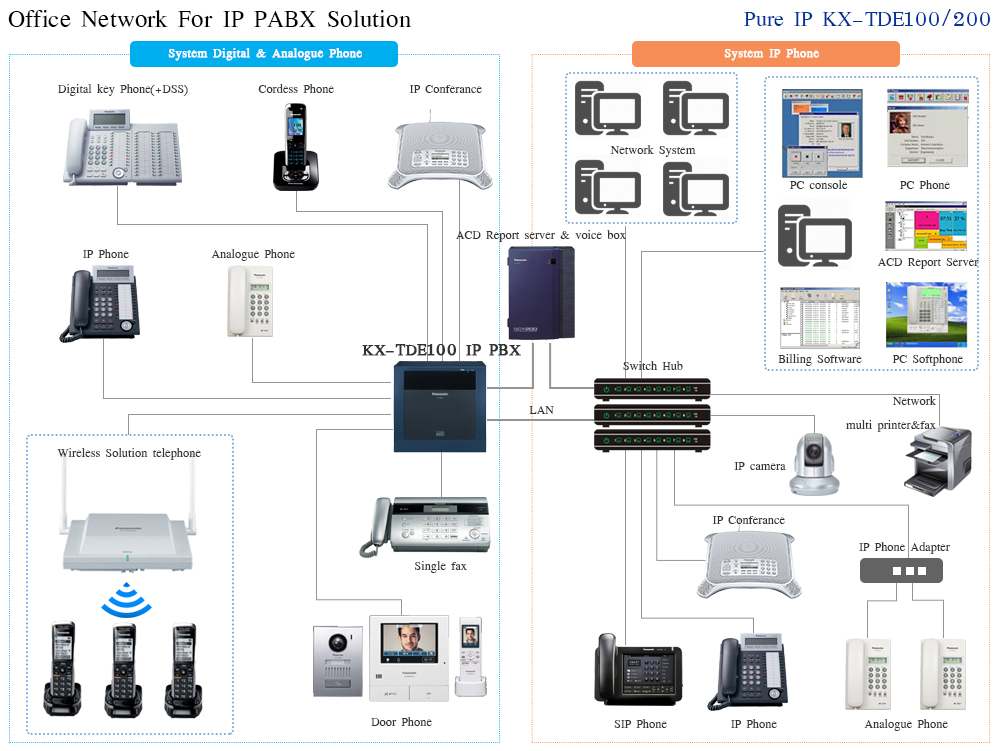 Office Network For IP PABX Solution
Pure IP KX-TDE100/200
System Digital & Analogue Phone
System IP Phone
Digital key Phone(+DSS)
Cordess Phone
IP Conferance
Network System
PC console
PC Phone
ACD Report server & voice box
IP Phone
Analogue Phone
ACD Report Server
KX-TDE100 IP PBX
Billing Software
PC Softphone
Switch Hub
LAN
Network
multi printer&fax
Wireless Solution telephone
IP camera
IP Conferance
IP Phone Adapter
Single fax
Door Phone
SIP Phone
IP Phone
Analogue Phone